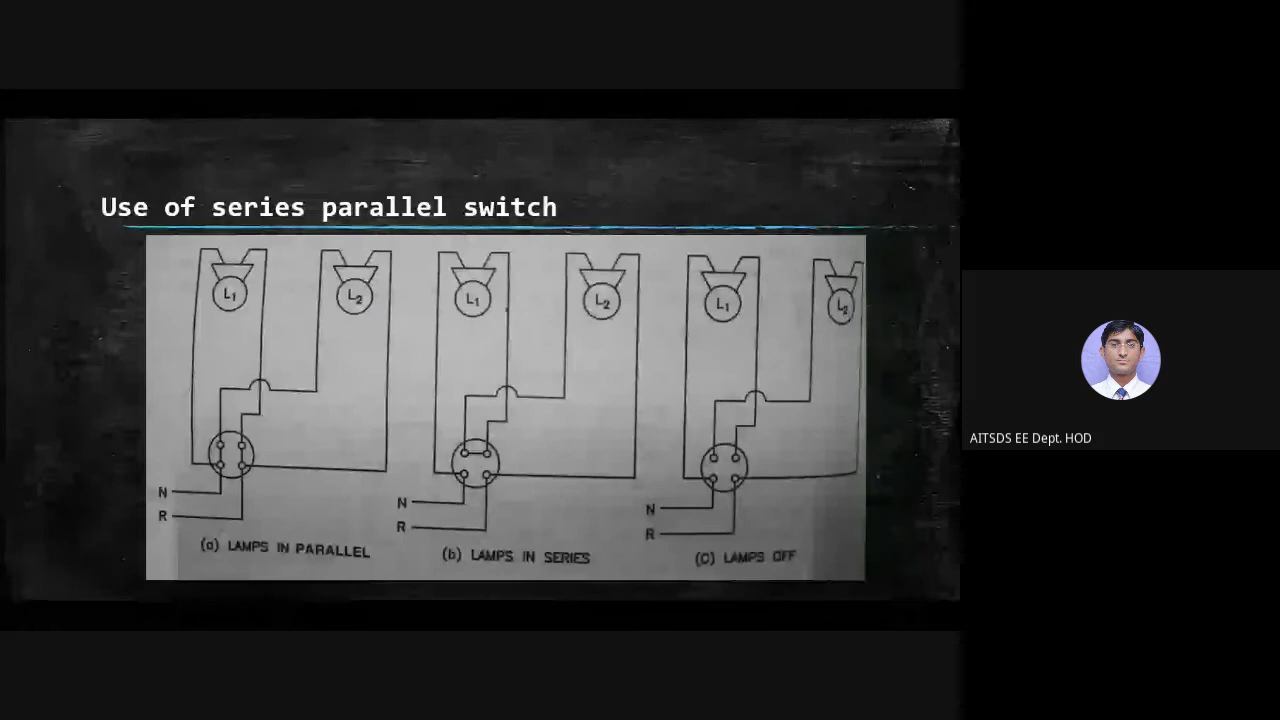 Use of series parallel switch
L1 L2 L1 L2 L1 L2
N N N
R R R
(a) LAMPS IN PARALLEL (b) LAMPS IN SERIES (C) LAMPS OFF
AITSDS EE Dept. HOD